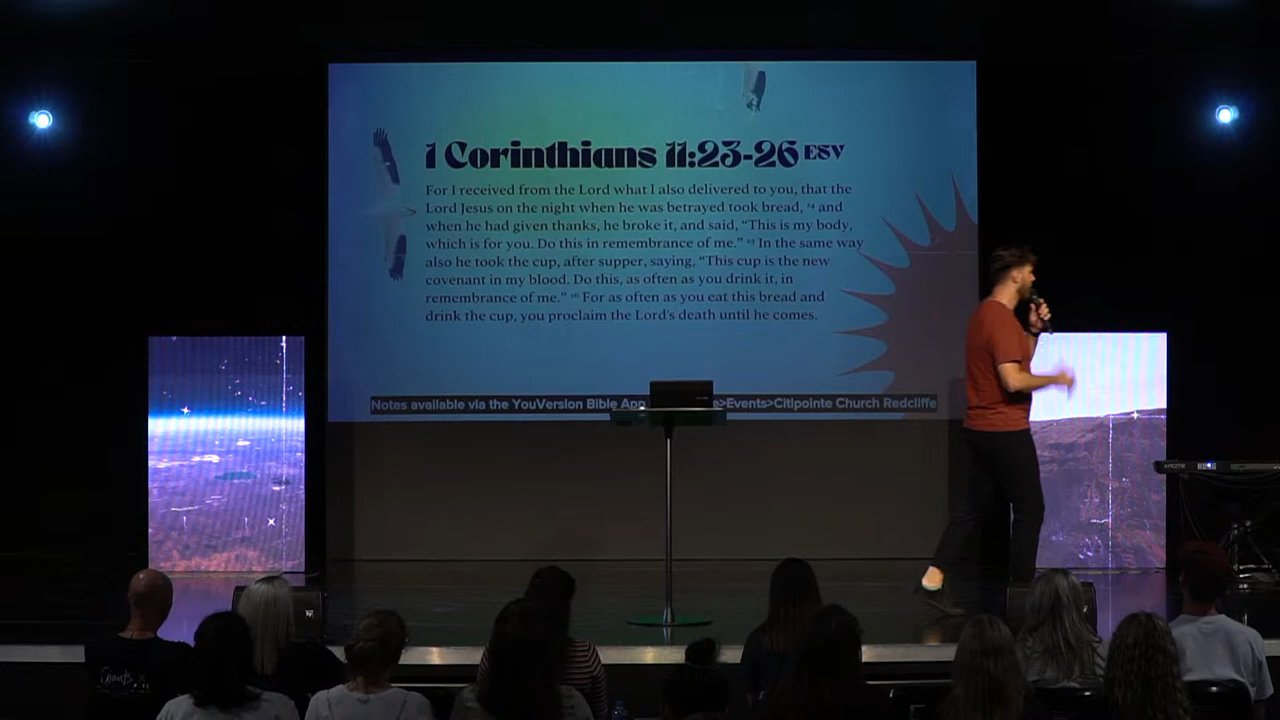 1 Corinthians 11:23-26 ESV
For I received from the Lord what I also delivered to you, that the
Lord Jesus on the night when he was betrayed took bread, 24 and
when he had given thanks, he broke it, and said, “This is my body,
which is for you. Do this in remembrance of me.” 25 In the same way
also he took the cup, after supper, saying, “This cup is the new
covenant in my blood. Do this, as often as you drink it, in
remembrance of me.” 26 For as often as you eat this bread and
drink the cup, you proclaim the Lord's death until he comes.
Notes available via the YouVersion Bible App >Events>Citipointe Church Redcliffe